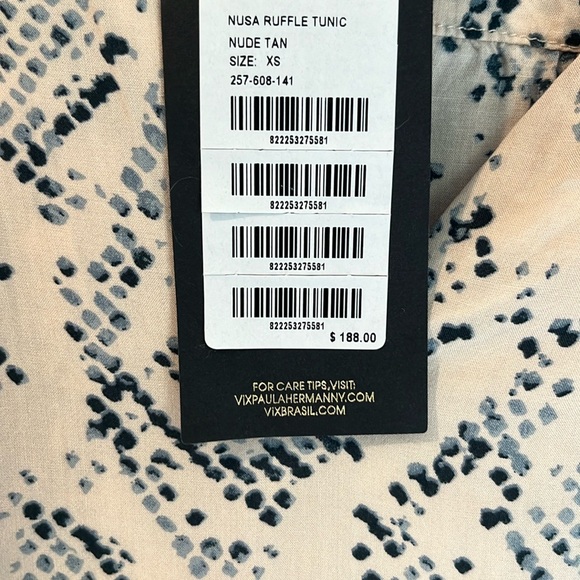 NUSA RUFFLE TUNIC
NUDE TAN
SIZE: XS
257-608-141
822253275581
822253275581
822253275581
822253275581
$ 188.00
FOR CARE TIPS,VISIT:
VIXPAULAHERMANNY.COM
ViXBRASIL.COM